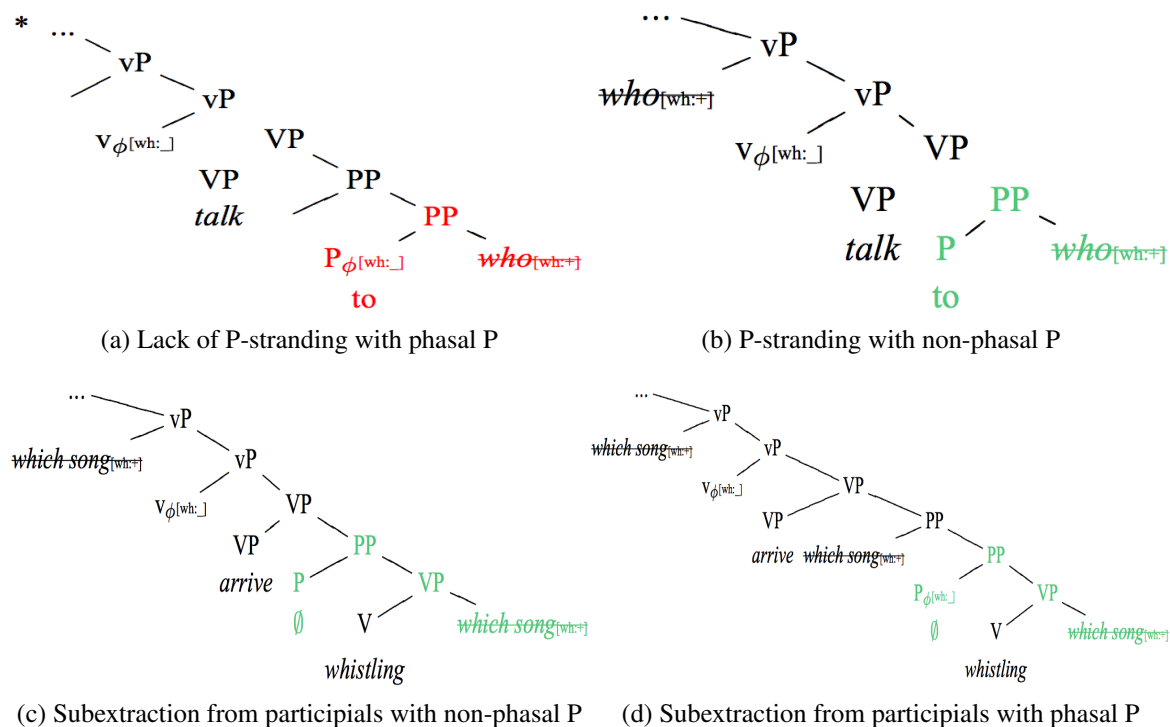 * ...
vP
vP
v𝜙[wh:_]
VP
VP
PP
talk
PP
P𝜙[wh:_]
who[wh:+]
to
(a) Lack of P-stranding with phasal P
...
vP
who[wh:+]
vP
v𝜙[wh:_]
VP
VP
PP
talk
P
who[wh:+]
to
(b) P-stranding with non-phasal P
...
vP
which song[wh:+]
vP
v𝜙[wh:_]
VP
VP
PP
arrive
P
VP
∅
V
which song[wh:+]
whistling
(c) Subextraction from participials with non-phasal P
...
vP
which song[wh:+]
vP
v𝜙[wh:_]
VP
VP
PP
arrive which song[wh:+]
PP
P𝜙[wh:_]
VP
∅
V
which song[wh:+]
whistling
(d) Subextraction from participials with phasal P